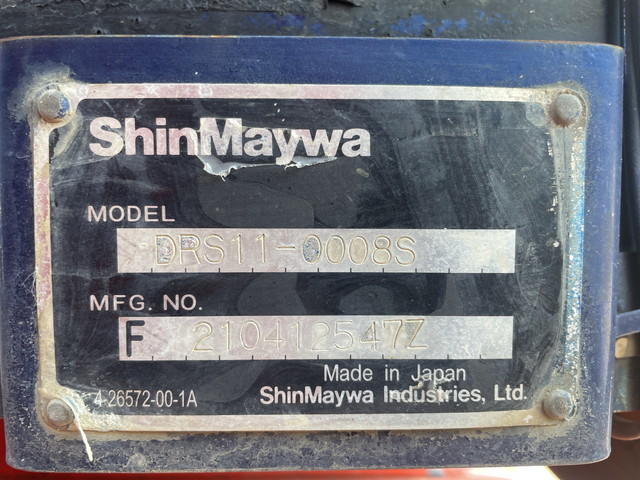 ShinMaywa
MODEL
DRS11-0008S
MFG. NO.
F 210412547Z
Made in Japan
4-26572-00-1A
ShinMaywa Industries, Ltd.